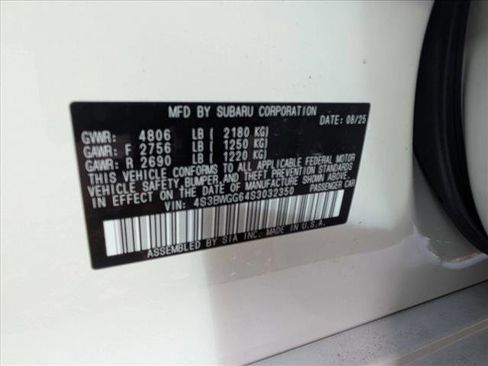 MFD BY SUBARU CORPORATION
DATE: 08/25
GVWR: 4806 LB ( 2180 KG)
GAWR: F 2756 LB ( 1250 KG)
GAWR: R 2690 LB ( 1220 KG)
THIS VEHICLE CONFORMS TO ALL APPLICABLE FEDERAL MOTOR
VEHICLE SAFETY, BUMPER, AND THEFT PREVENTION STANDARDS
IN EFFECT ON THE DATE OF MANUFACTURE SHOWN ABOVE.
VIN: 4S3BWGG64S3032350 PASSENGER CAR
ASSEMBLED BY SIA INC. MADE IN U.S.A.